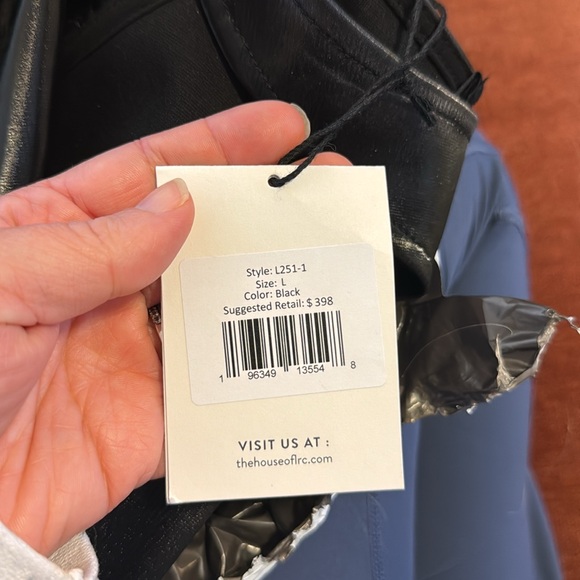 Style: L251-1
Size: L
Color: Black
Suggested Retail: $ 398
1 96349 13554 8
VISIT US AT :
thehouseoflrc.com